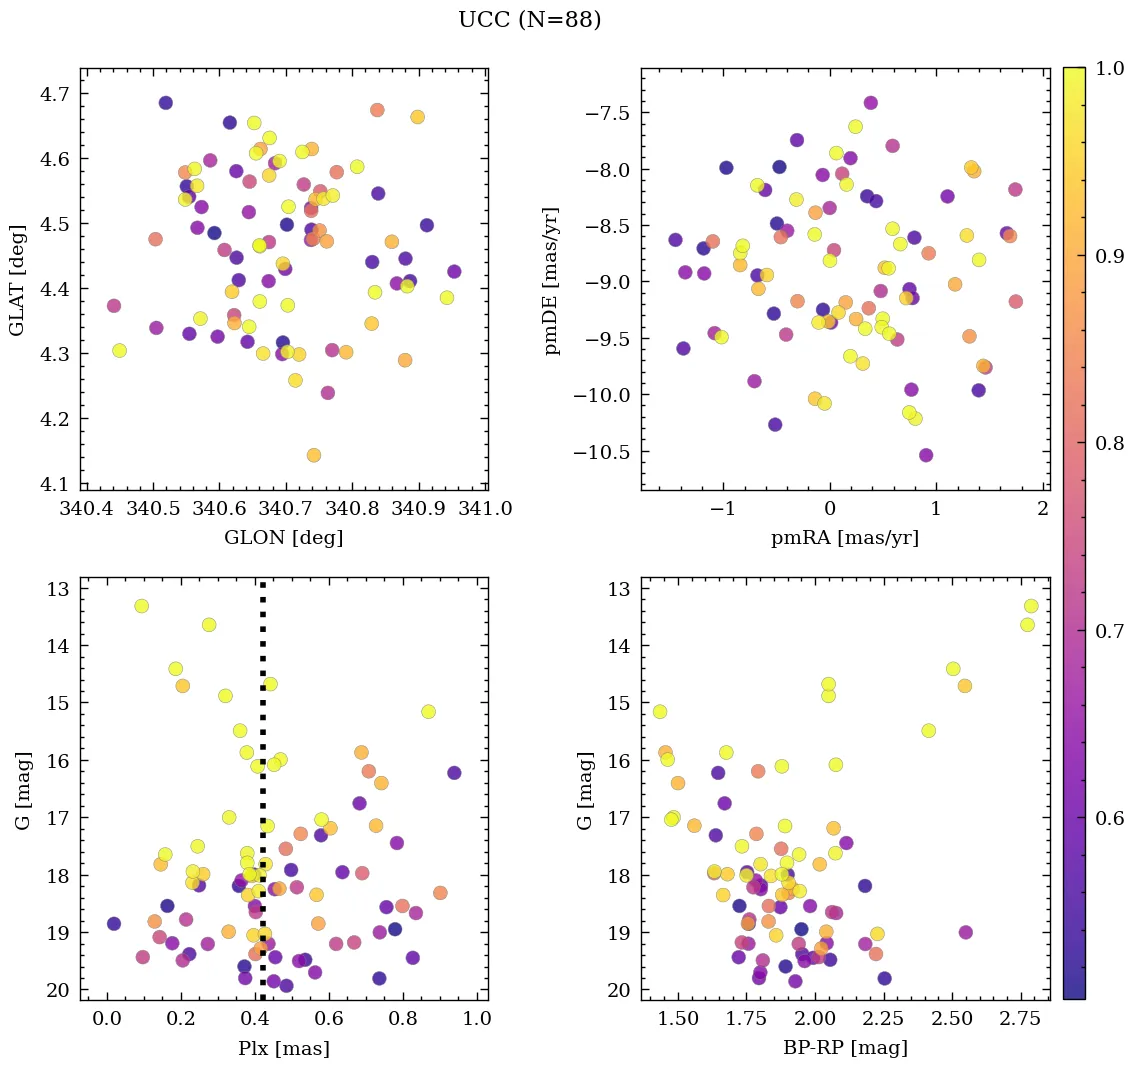 UCC (N=88)
4.7
4.6
4.5
4.4
4.3
4.2
4.1
GLAT [deg]
340.4 340.5 340.6 340.7 340.8 340.9 341.0
GLON [deg]
−7.5
−8.0
−8.5
−9.0
−9.5
−10.0
−10.5
pmDE [mas/yr]
−1 0 1 2
pmRA [mas/yr]
13
14
15
16
17
18
19
20
G [mag]
0.0 0.2 0.4 0.6 0.8 1.0
Plx [mas]
13
14
15
16
17
18
19
20
G [mag]
1.50 1.75 2.00 2.25 2.50 2.75
BP-RP [mag]
1.0
0.9
0.8
0.7
0.6